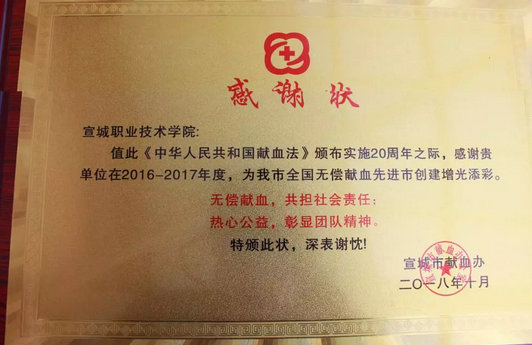 感谢状
宣城职业技术学院:
值此《中华人民共和国献血法》颁布实施20周年之际，感谢贵
单位在2016-2017年度，为我市全国无偿献血先进市创建增光添彩。
无偿献血，共担社会责任;
热心公益，彰显团队精神。
特颁此状，深表谢忱!
宣城市献血办
二〇一八年十月